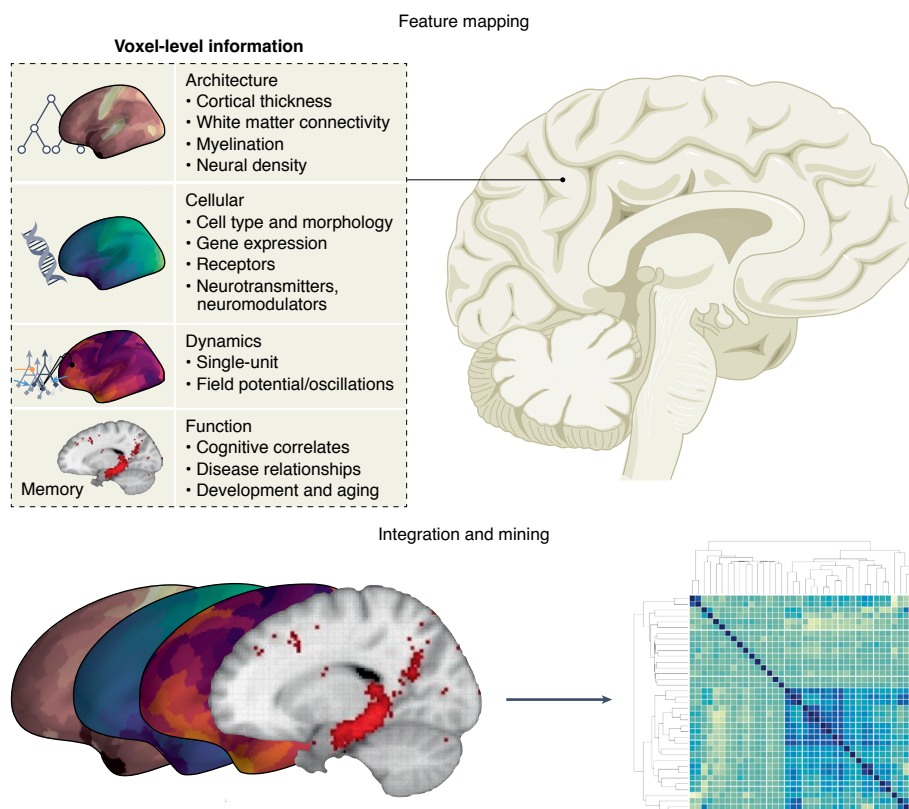 Feature mapping
Voxel-level information
Architecture
• Cortical thickness
• White matter connectivity
• Myelination
• Neural density
Cellular
• Cell type and morphology
• Gene expression
• Receptors
• Neurotransmitters,
neuromodulators
Dynamics
• Single-unit
• Field potential/oscillations
Memory
Function
• Cognitive correlates
• Disease relationships
• Development and aging
Integration and mining